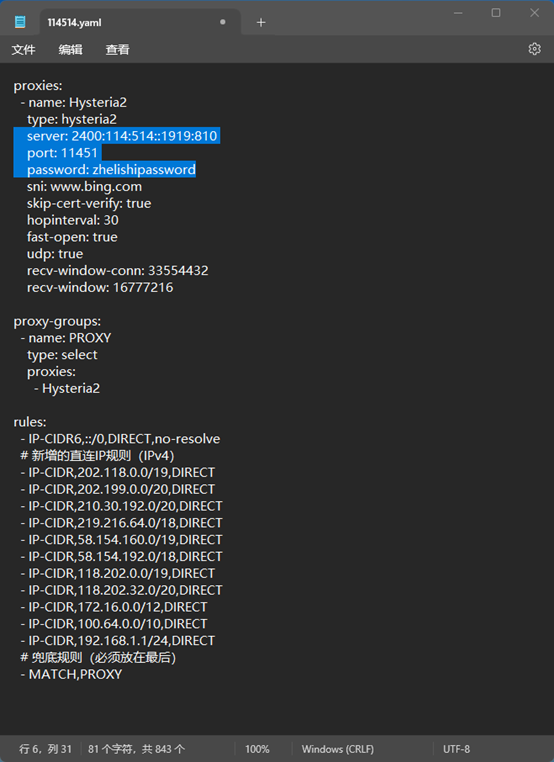 114514.yaml
文件 编辑 查看
proxies:
  - name: Hysteria2
    type: hysteria2
    server: 2400:114:514::1919:810
    port: 11451
    password: zhelishipassword
    sni: www.bing.com
    skip-cert-verify: true
    hopinterval: 30
    fast-open: true
    udp: true
    recv-window-conn: 33554432
    recv-window: 16777216

proxy-groups:
  - name: PROXY
    type: select
    proxies:
      - Hysteria2

rules:
  - IP-CIDR6,::/0,DIRECT,no-resolve
  # 新增的直连IP规则（IPv4）
  - IP-CIDR,202.118.0.0/19,DIRECT
  - IP-CIDR,202.199.0.0/20,DIRECT
  - IP-CIDR,210.30.192.0/20,DIRECT
  - IP-CIDR,219.216.64.0/18,DIRECT
  - IP-CIDR,58.154.160.0/19,DIRECT
  - IP-CIDR,58.154.192.0/18,DIRECT
  - IP-CIDR,118.202.0.0/19,DIRECT
  - IP-CIDR,118.202.32.0/20,DIRECT
  - IP-CIDR,172.16.0.0/12,DIRECT
  - IP-CIDR,100.64.0.0/10,DIRECT
  - IP-CIDR,192.168.1.1/24,DIRECT
  # 兜底规则（必须放在最后）
  - MATCH,PROXY
行 6，列 31 81 个字符，共 843 个 100% Windows (CRLF) UTF-8